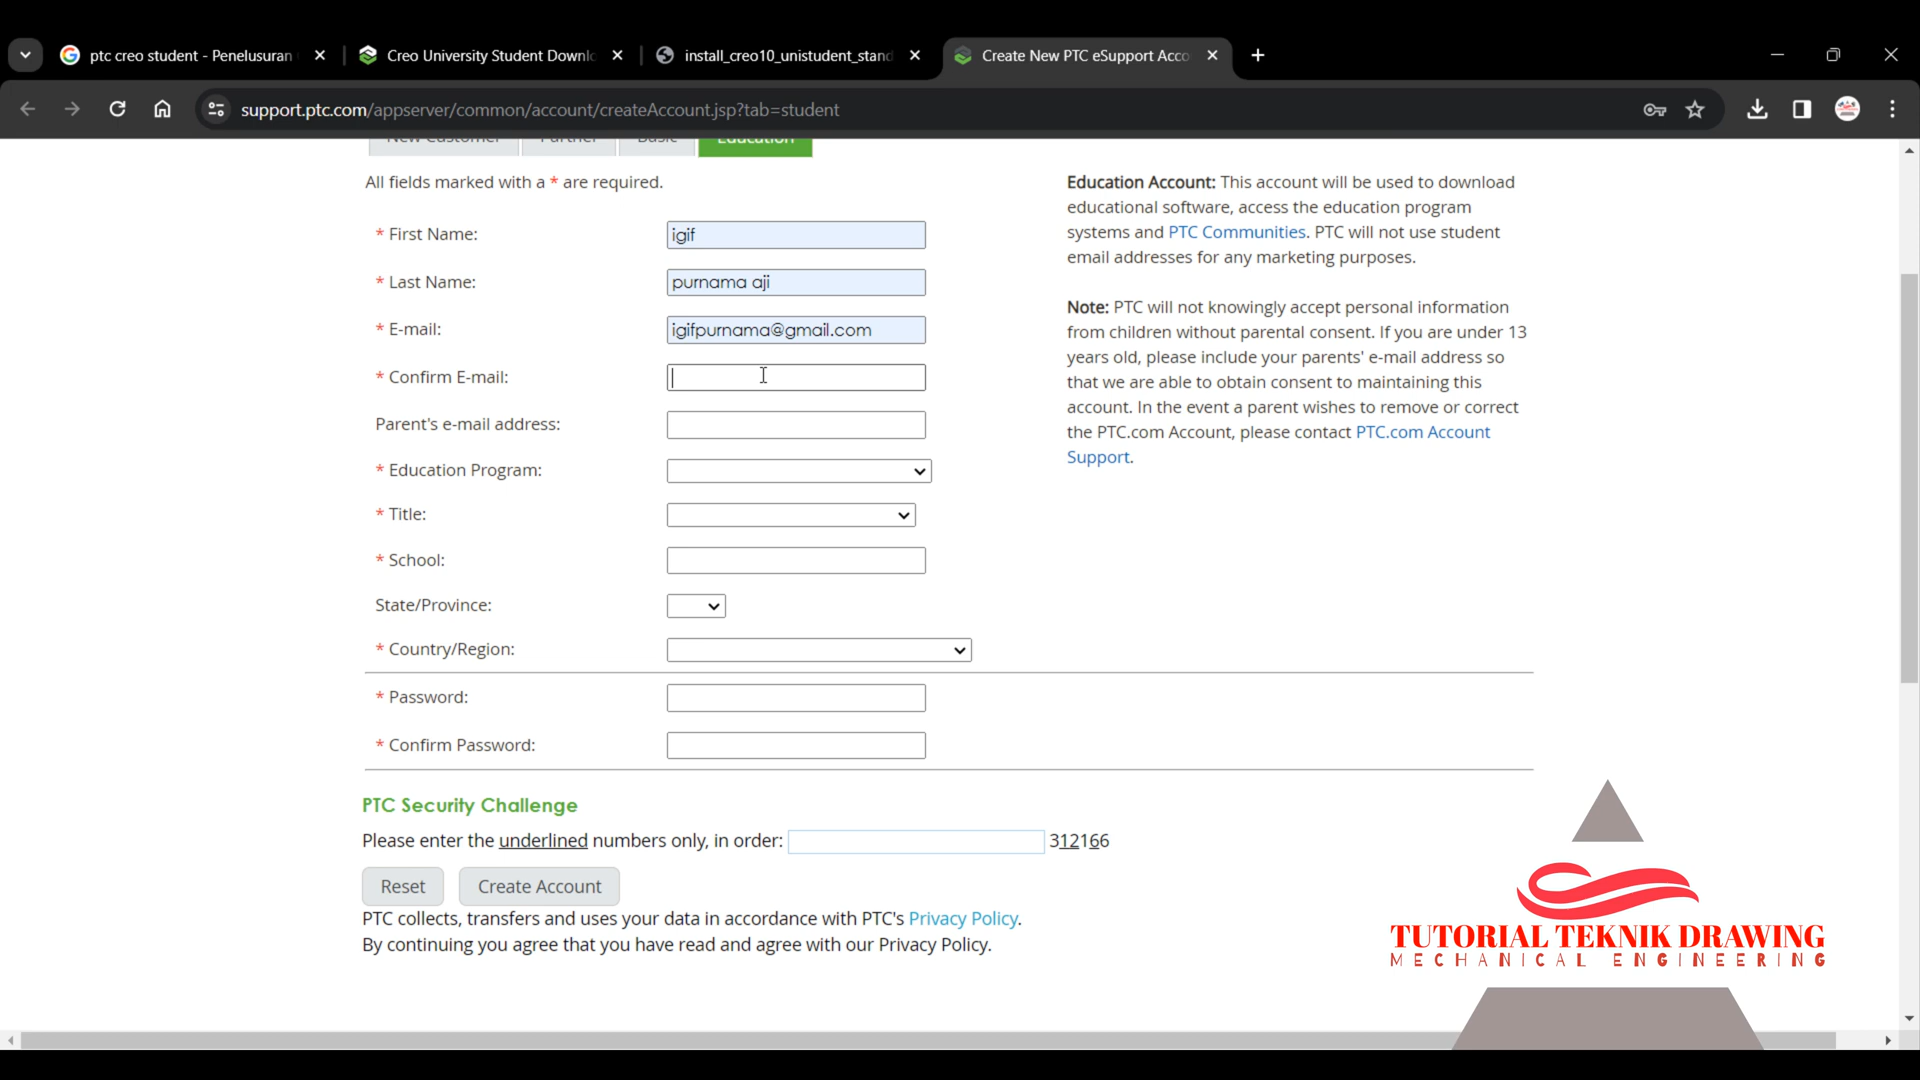 ptc creo student - Penelusuran
Creo University Student Downlo
install_creo10_unistudent_stand
Create New PTC eSupport Acco
support.ptc.com/appserver/common/account/createAccount.jsp?tab=student
New Customer Partner Basic Education
All fields marked with a * are required.
* First Name: igif
* Last Name: purnama aji
* E-mail: igifpurnama@gmail.com
* Confirm E-mail:
Parent's e-mail address:
* Education Program:
* Title:
* School:
State/Province:
* Country/Region:
* Password:
* Confirm Password:
Education Account: This account will be used to download
educational software, access the education program
systems and PTC Communities. PTC will not use student
email addresses for any marketing purposes.
Note: PTC will not knowingly accept personal information
from children without parental consent. If you are under 13
years old, please include your parents' e-mail address so
that we are able to obtain consent to maintaining this
account. In the event a parent wishes to remove or correct
the PTC.com Account, please contact PTC.com Account
Support.
PTC Security Challenge
Please enter the underlined numbers only, in order: 312166
Reset Create Account
PTC collects, transfers and uses your data in accordance with PTC's Privacy Policy.
By continuing you agree that you have read and agree with our Privacy Policy.
TUTORIAL TEKNIK DRAWING
MECHANICAL ENGINEERING